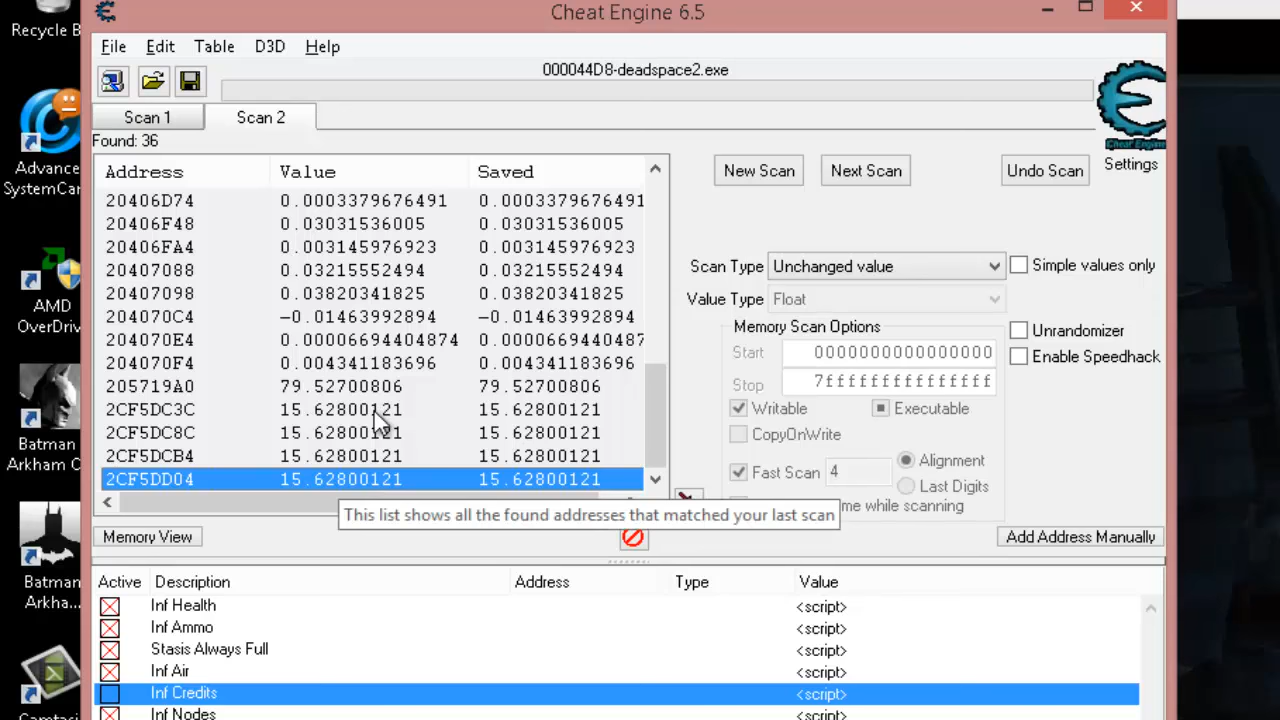 Recycle B
Advance
SystemCar
AMD
OverDriv
Batman
Arkham C
Batman
Arkha...
Cheat Engine 6.5
File Edit Table D3D Help
000044D8-deadspace2.exe
Scan 1 Scan 2
Found: 36
Address Value Saved
20406D74 0.0003379676491 0.0003379676491
20406F48 0.03031536005 0.03031536005
20406FA4 0.003145976923 0.003145976923
20407088 0.03215552494 0.03215552494
20407098 0.03820341825 0.03820341825
204070C4 -0.01463992894 -0.01463992894
204070E4 0.00006694404874 0.0000669440487
204070F4 0.004341183696 0.004341183696
205719A0 79.52700806 79.52700806
2CF5DC3C 15.62800121 15.62800121
2CF5DC8C 15.62800121 15.62800121
2CF5DCB4 15.62800121 15.62800121
2CF5DD04 15.62800121 15.62800121
New Scan Next Scan Undo Scan
Cheat Engine
Settings
Scan Type Unchanged value Simple values only
Value Type Float
Memory Scan Options
Start 0000000000000000
Stop 7fffffffffffffff
Writable Executable
CopyOnWrite
Fast Scan 4 Alignment
Last Digits
me while scanning
Unrandomizer
Enable Speedhack
This list shows all the found addresses that matched your last scan
Memory View Add Address Manually
Active Description Address Type Value
Inf Health <script>
Inf Ammo <script>
Stasis Always Full <script>
Inf Air <script>
Inf Credits <script>
Inf Nodes <script>